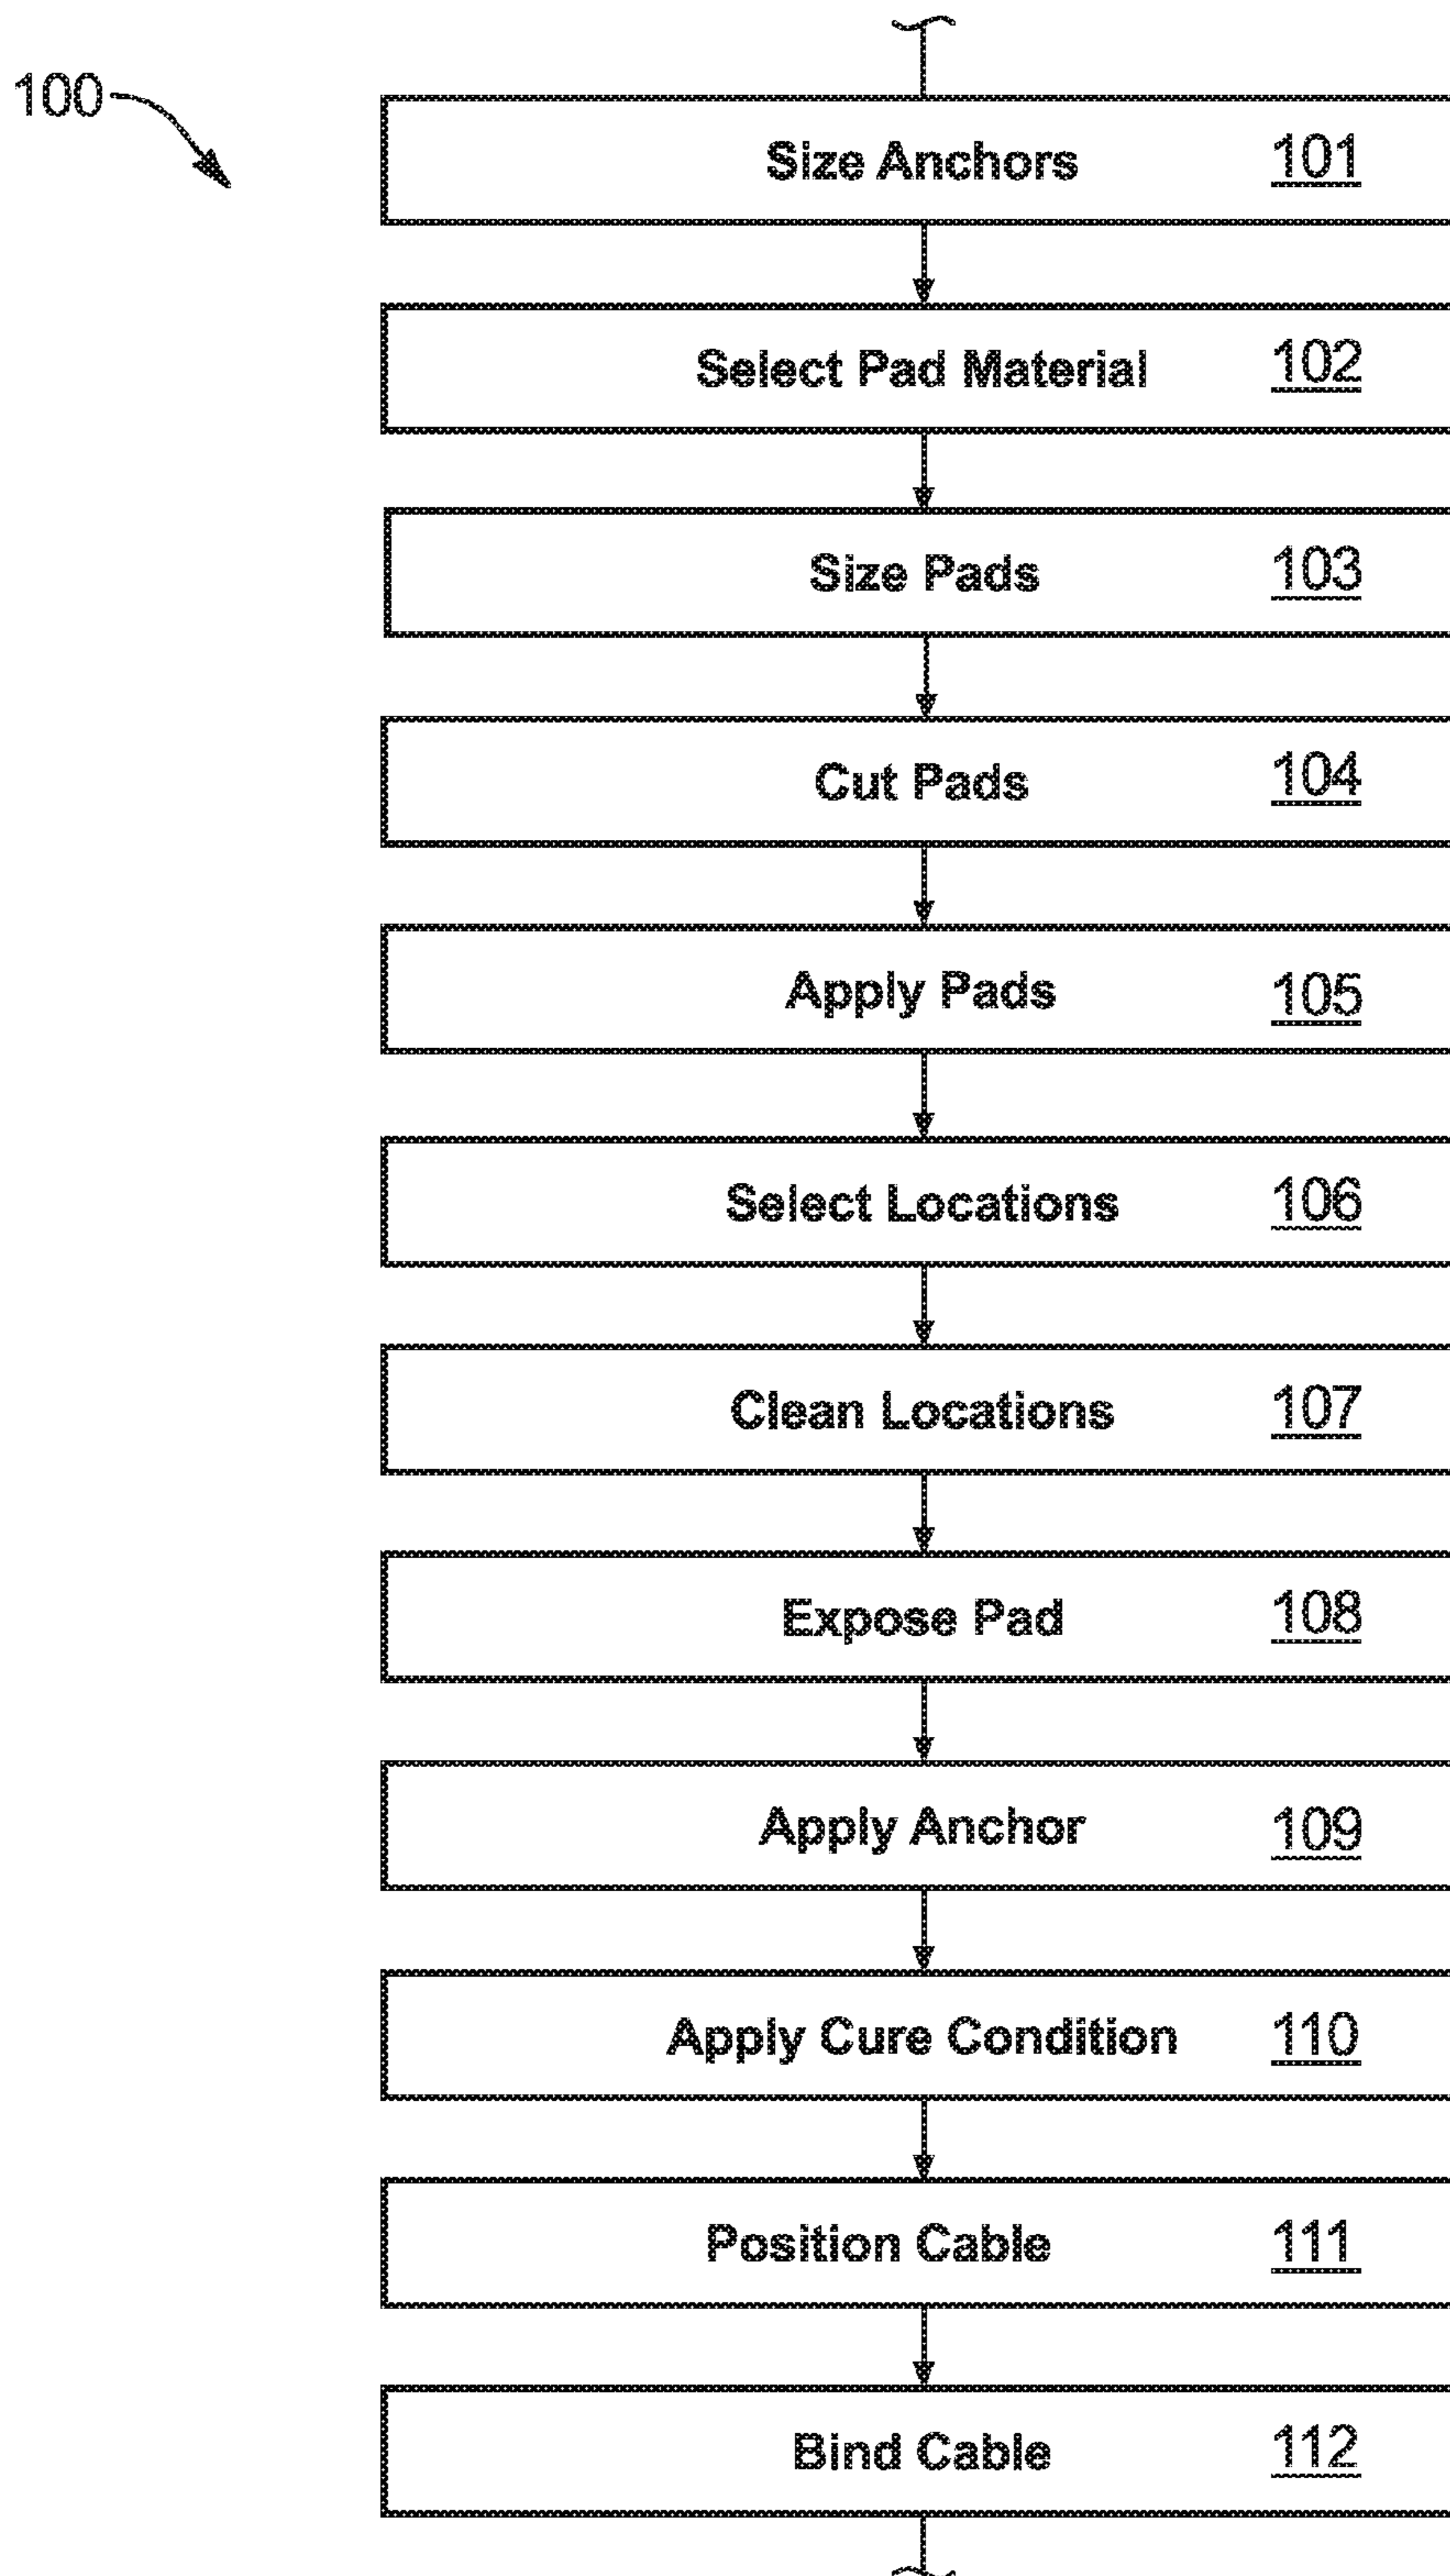 100
Size Anchors 101
Select Pad Material 102
Size Pads 103
Cut Pads 104
Apply Pads 105
Select Locations 106
Clean Locations 107
Expose Pad 108
Apply Anchor 109
Apply Cure Condition 110
Position Cable 111
Bind Cable 112